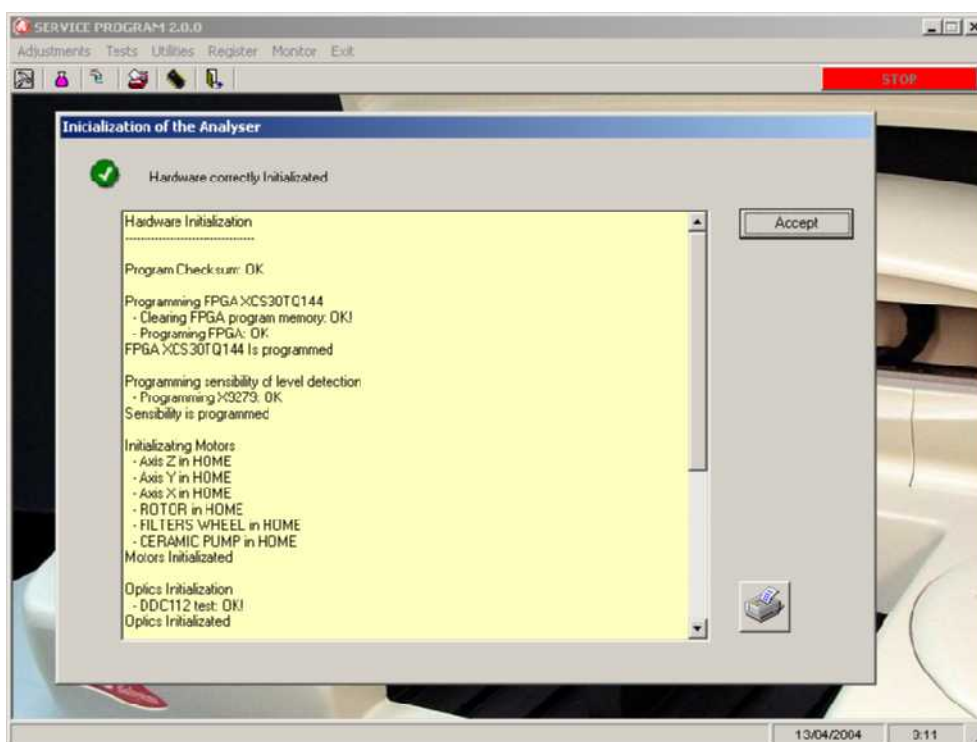 SERVICE PROGRAM 2.0.0
Adjustments Tests Utilities Register Monitor Exit
STOP
Inicialization of the Analyser
Hardware correctly Initializated
Accept
Hardware Initialization
----------------------------------
Program Checksum: OK
Programming FPGA XCS30TQ144
- Clearing FPGA program memory: OK!
- Programing FPGA: OK
FPGA XCS30TQ144 Is programmed
Programming sensibility of level detection
- Programming X9279: OK
Sensibility is programmed
Initializating Motors
- Axis Z in HOME
- Axis Y in HOME
- Axis X in HOME
- ROTOR in HOME
- FILTERS WHEEL in HOME
- CERAMIC PUMP in HOME
Motors Initializated
Optics Initialization
- DDC112 test: OK!
Optics Initializated
13/04/2004 9:11